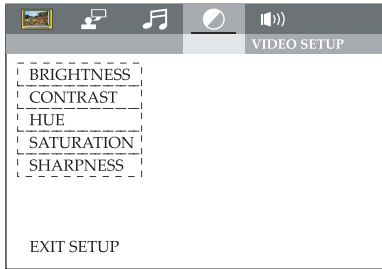 VIDEO SETUP
BRIGHTNESS
CONTRAST
HUE
SATURATION
SHARPNESS
EXIT SETUP